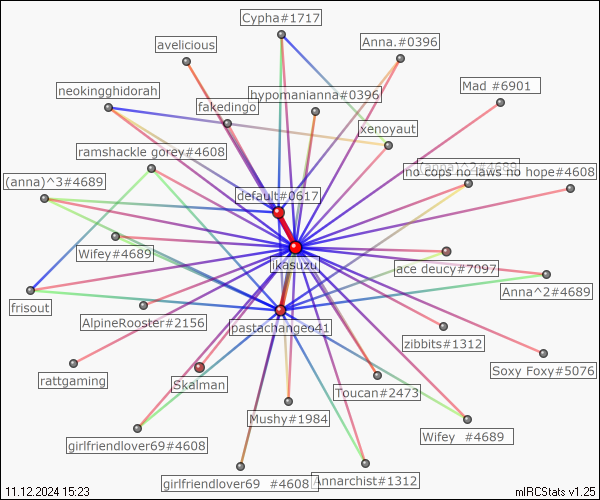 Cypha#1717
avelicious
Anna.#0396
neokingghidorah
hypomanianna#0396
Mad #6901
fakedingo
xenoyaut
ramshackle gorey#4608
(anna)^2#4689
no cops no laws no hope#4608
(anna)^3#4689
default#0617
Wifey#4689
ikasuzu
lace deucy#7097
Anna^2#4689
frisout
AlpineRooster#2156
pastachangeo41
zibbits#1312
Soxy Foxy#5076
rattgaming
Skalman
Toucan#2473
Mushy#1984
girlfriendlover69#4608
Wifey #4689
girlfriendlover69 #4608
Annarchist#1312
11.12.2024 15:23
mIRCStats v1.25